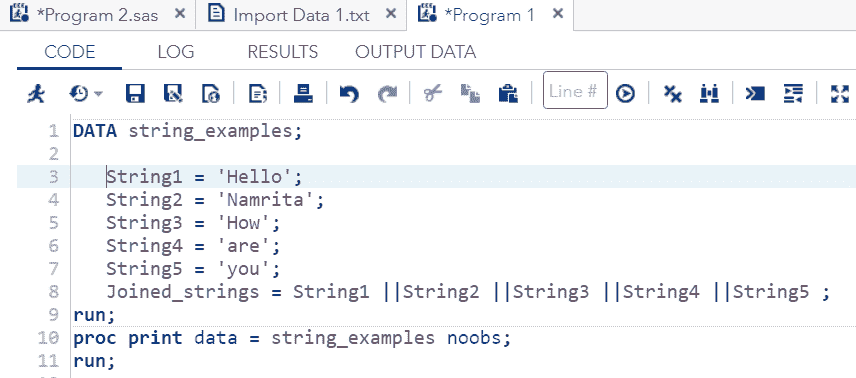 *Program 2.sas × Import Data 1.txt × *Program 1 ×
CODE LOG RESULTS OUTPUT DATA
Line #
1 DATA string_examples;
2
3 String1 = 'Hello';
4 String2 = 'Namrita';
5 String3 = 'How';
6 String4 = 'are';
7 String5 = 'you';
8 Joined_strings = String1 ||String2 ||String3 ||String4 ||String5 ;
9 run;
10 proc print data = string_examples noobs;
11 run;